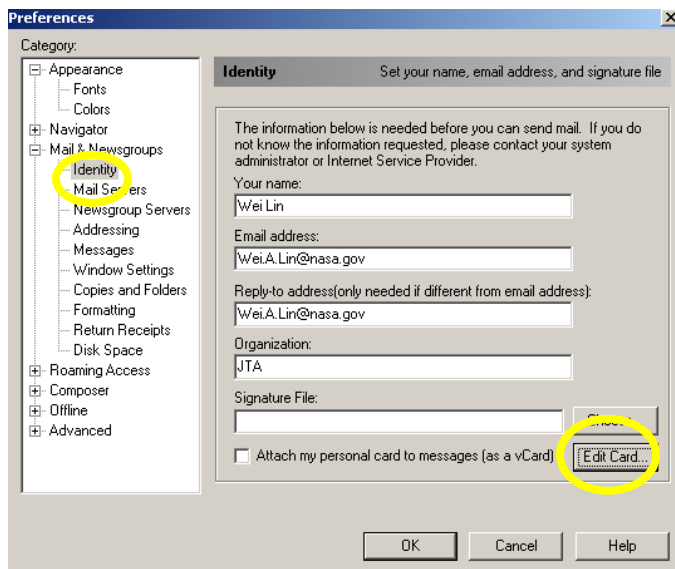 Preferences
Category:
Appearance
Fonts
Colors
Navigator
Mail & Newsgroups
Identity
Mail Servers
Newsgroup Servers
Addressing
Messages
Window Settings
Copies and Folders
Formatting
Return Receipts
Disk Space
Roaming Access
Composer
Offline
Advanced
Identity Set your name, email address, and signature file
The information below is needed before you can send mail. If you do
not know the information requested, please contact your system
administrator or Internet Service Provider.
Your name:
Wei Lin
Email address:
Wei.A.Lin@nasa.gov
Reply-to address(only needed if different from email address):
Wei.A.Lin@nasa.gov
Organization:
JTA
Signature File:
Choose...
Attach my personal card to messages (as a vCard)
Edit Card...
OK Cancel Help